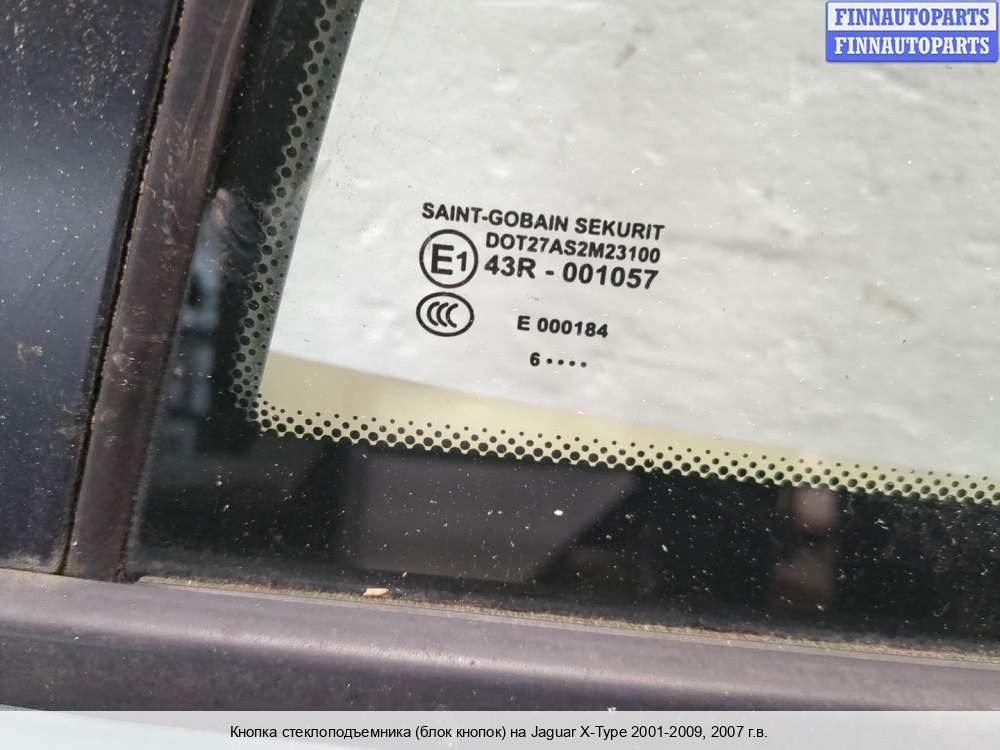 FINNAUTOPARTS
FINNAUTOPARTS
SAINT-GOBAIN SEKURIT
DOT27AS2M23100
E1 43R - 001057
CCC
E 000184
6 ••••
Кнопка стеклоподъемника (блок кнопок) на Jaguar X-Type 2001-2009, 2007 г.в.